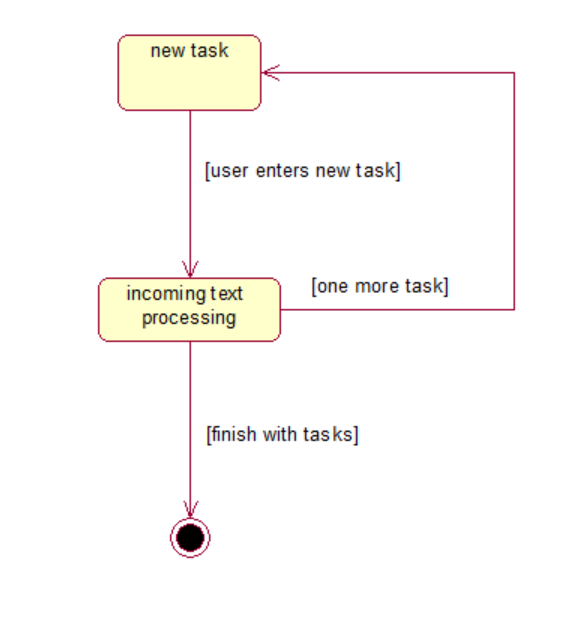 new task
[user enters new task]
[one more task]
incoming text
processing
[finish with tasks]